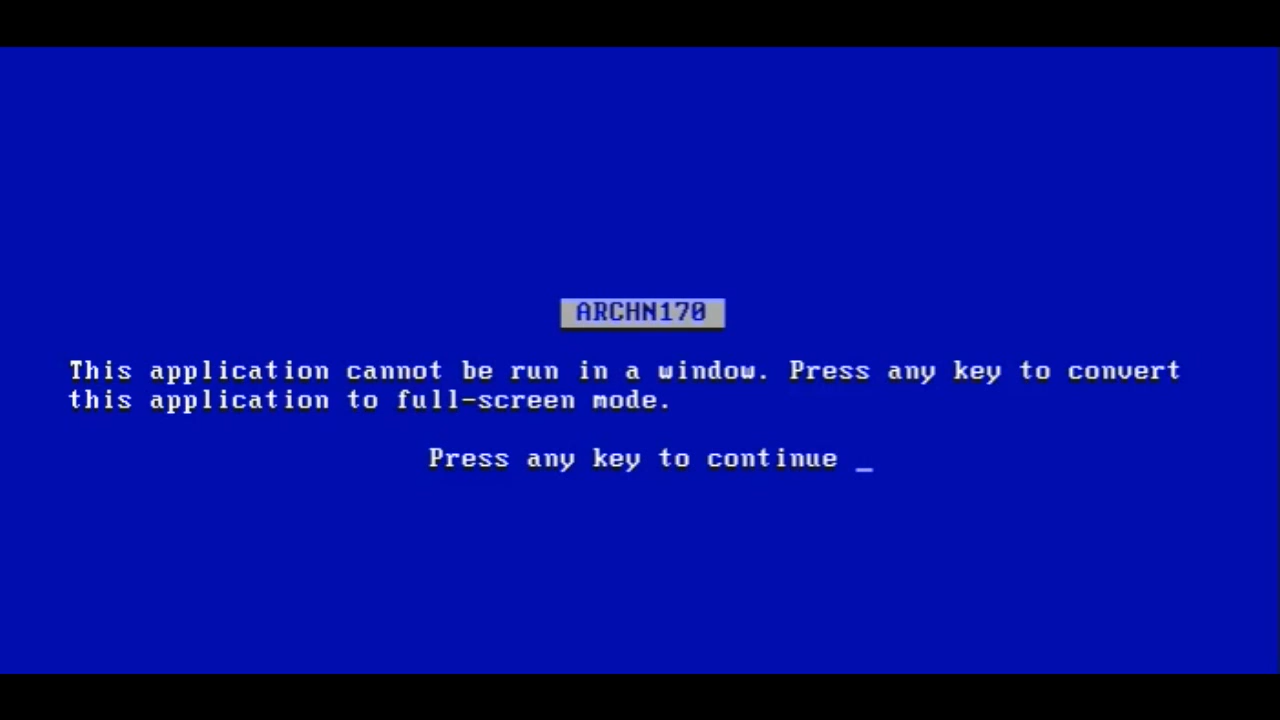 ARCHN170
This application cannot be run in a window. Press any key to convert
this application to full-screen mode.
Press any key to continue _